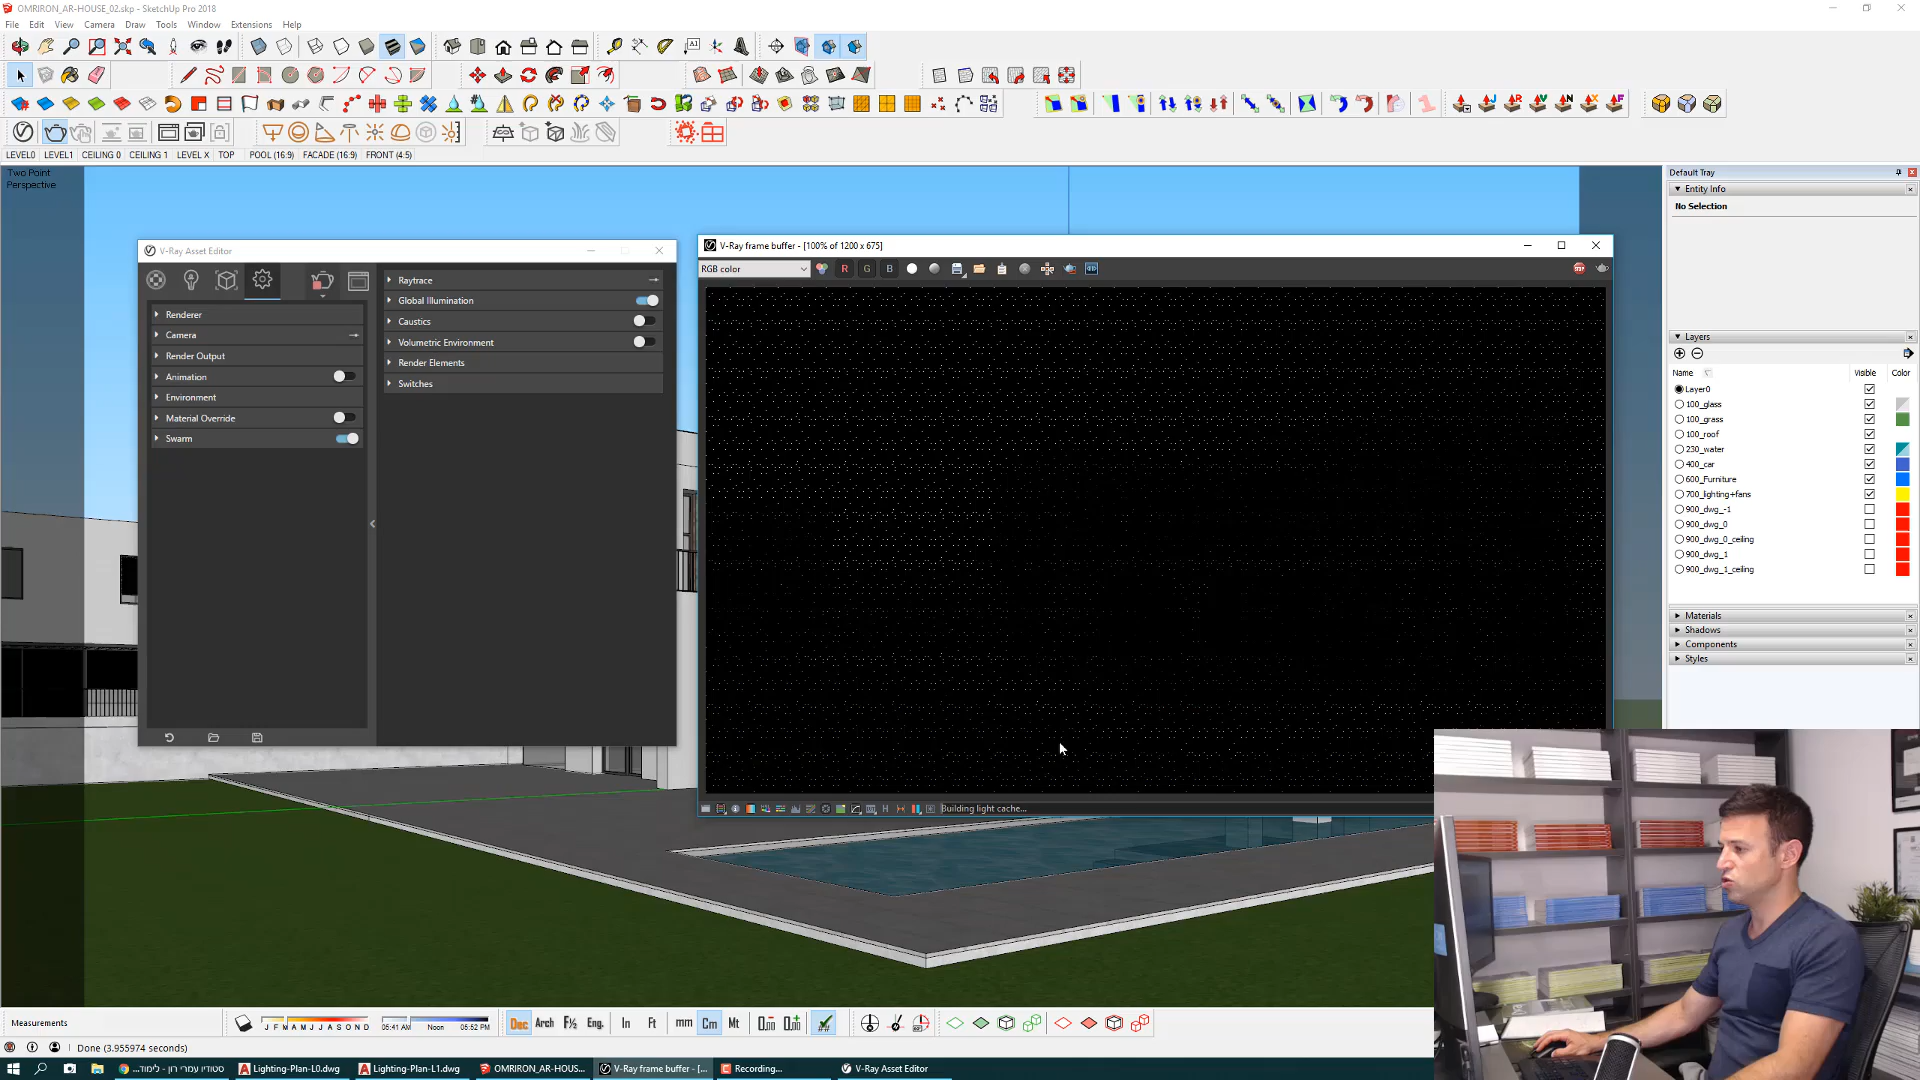 OMRIRON_AR-HOUSE_02.skp - SketchUp Pro 2018
File Edit View Camera Draw Tools Window Extensions Help
LEVEL0 LEVEL1 CEILING 0 CEILING 1 LEVEL X TOP POOL (16:9) FACADE (16:9) FRONT (4:5)
Two Point
Perspective
V-Ray Asset Editor
Renderer
Camera
Render Output
Animation
Environment
Material Override
Swarm
Raytrace
Global Illumination
Caustics
Volumetric Environment
Render Elements
Switches
V-Ray frame buffer - [100% of 1200 x 675]
RGB color
R G B
Building light cache...
Default Tray
Entity Info
No Selection
Layers
Name Visible Color
Layer0
100_glass
100_grass
100_roof
230_water
400_car
600_Furniture
700_lighting+fans
900_dwg_-1
900_dwg_0
900_dwg_0_ceiling
900_dwg_1
900_dwg_1_ceiling
Materials
Shadows
Components
Styles
Measurements
J F M A M J J A S O N D
05:41 AM Noon 05:52 PM
Dec Arch F½ Eng. In Ft mm Cm Mt
Done (3.955974 seconds)
סטודיו עמרי רון - לימוד...
Lighting-Plan-L0.dwg
Lighting-Plan-L1.dwg
OMRIRON_AR-HOUS...
V-Ray frame buffer - [...
Recording...
V-Ray Asset Editor